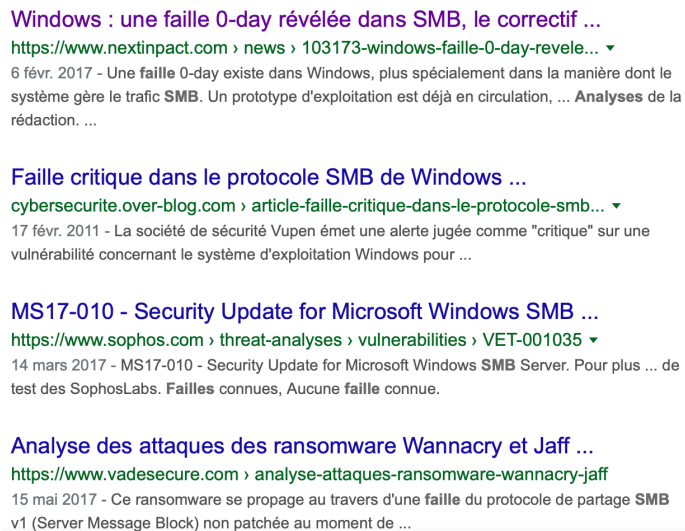 Windows : une faille 0-day révélée dans SMB, le correctif ...
https://www.nextinpact.com › news › 103173-windows-faille-0-day-revele...
6 févr. 2017 - Une faille 0-day existe dans Windows, plus spécialement dans la manière dont le
système gère le trafic SMB. Un prototype d'exploitation est déjà en circulation, ... Analyses de la
rédaction. ...
Faille critique dans le protocole SMB de Windows ...
cybersecurite.over-blog.com › article-faille-critique-dans-le-protocole-smb...
17 févr. 2011 - La société de sécurité Vupen émet une alerte jugée comme "critique" sur une
vulnérabilité concernant le système d'exploitation Windows pour ...
MS17-010 - Security Update for Microsoft Windows SMB ...
https://www.sophos.com › threat-analyses › vulnerabilities › VET-001035
14 mars 2017 - MS17-010 - Security Update for Microsoft Windows SMB Server. Pour plus ... de
test des SophosLabs. Failles connues, Aucune faille connue.
Analyse des attaques des ransomware Wannacry et Jaff ...
https://www.vadesecure.com › analyse-attaques-ransomware-wannacry-jaff
15 mai 2017 - Ce ransomware se propage au travers d'une faille du protocole de partage SMB
v1 (Server Message Block) non patchée au moment de ...